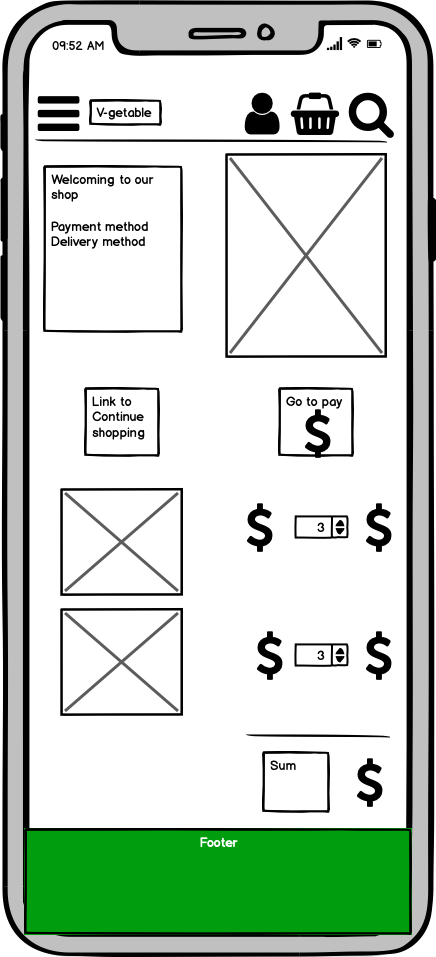 09:52 AM
V-getable
Welcoming to our
shop
Payment method
Delivery method
Link to
Continue
shopping
Go to pay
$
$ 3 $
$ 3 $
Sum
$
Footer